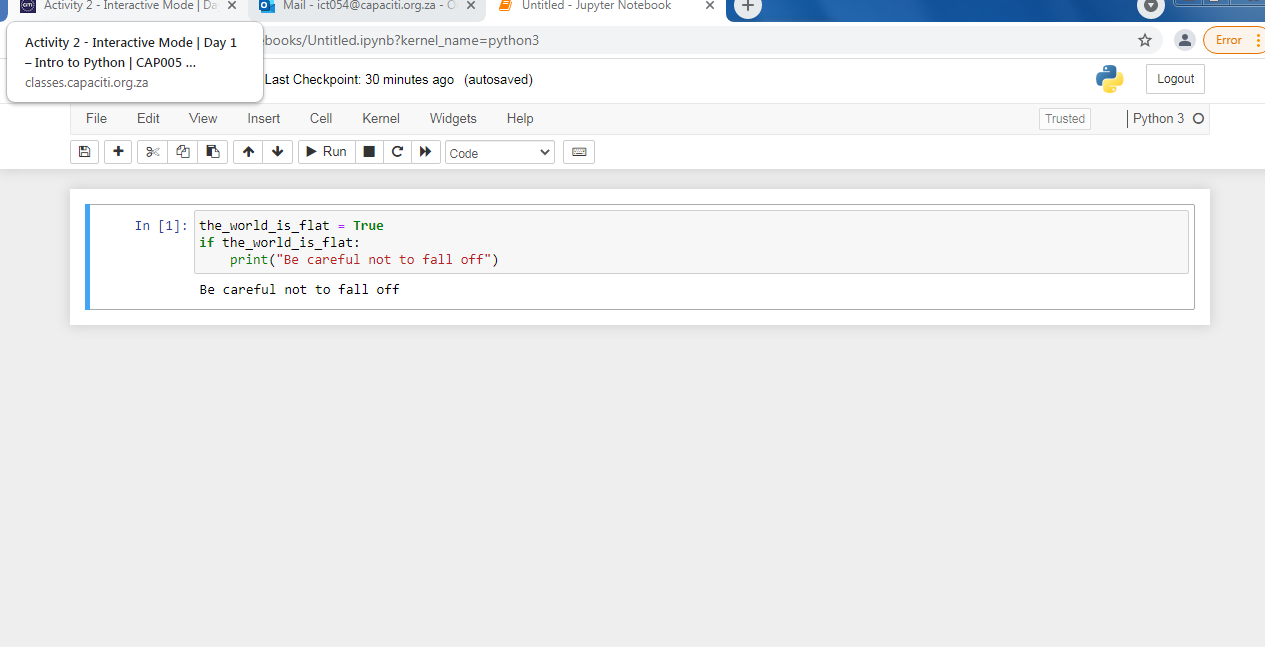 Activity 2 - Interactive Mode | Da
Mail - ict054@capaciti.org.za - O
Untitled - Jupyter Notebook
Activity 2 - Interactive Mode | Day 1
– Intro to Python | CAP005 ...
classes.capaciti.org.za
ebooks/Untitled.ipynb?kernel_name=python3
Error
Last Checkpoint: 30 minutes ago (autosaved)
Logout
File Edit View Insert Cell Kernel Widgets Help
Trusted
Python 3
Run
Code
In [1]: the_world_is_flat = True
if the_world_is_flat:
print("Be careful not to fall off")
Be careful not to fall off